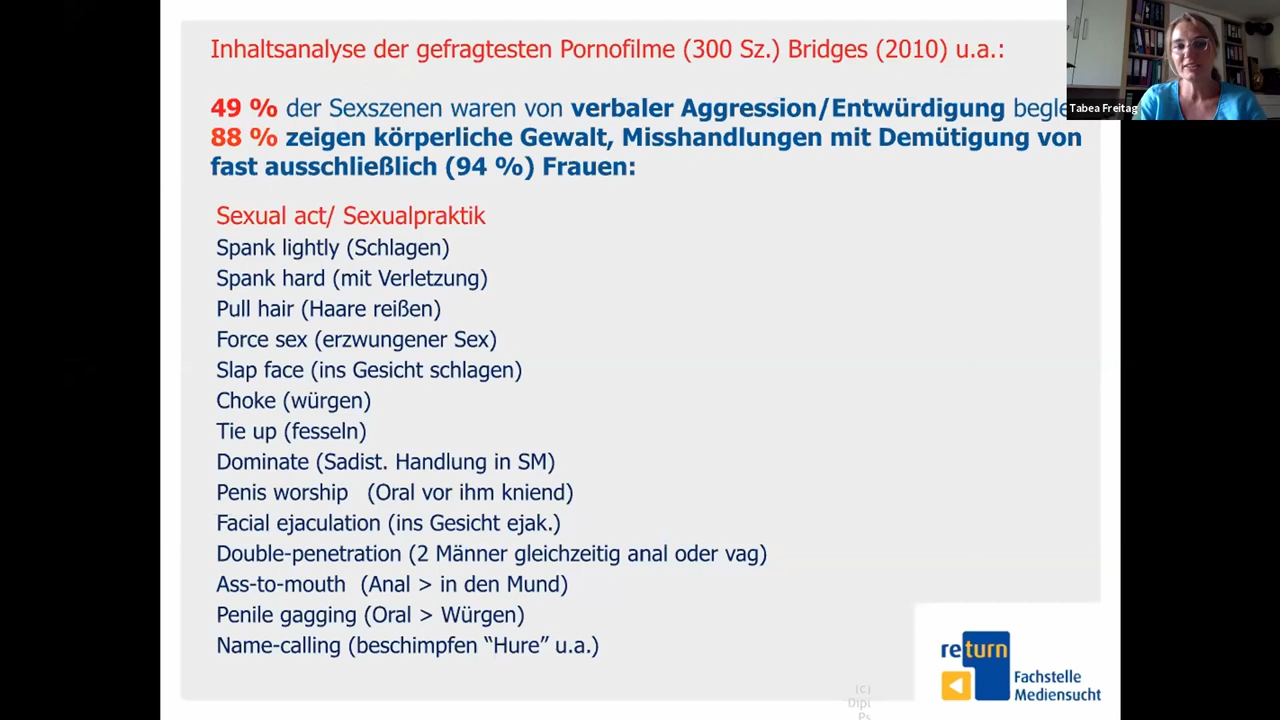 Inhaltsanalyse der gefragtesten Pornofilme (300 Sz.) Bridges (2010) u.a.:
49 % der Sexszenen waren von verbaler Aggression/Entwürdigung begle
88 % zeigen körperliche Gewalt, Misshandlungen mit Demütigung von
fast ausschließlich (94 %) Frauen:
Sexual act/ Sexualpraktik
Spank lightly (Schlagen)
Spank hard (mit Verletzung)
Pull hair (Haare reißen)
Force sex (erzwungener Sex)
Slap face (ins Gesicht schlagen)
Choke (würgen)
Tie up (fesseln)
Dominate (Sadist. Handlung in SM)
Penis worship (Oral vor ihm kniend)
Facial ejaculation (ins Gesicht ejak.)
Double-penetration (2 Männer gleichzeitig anal oder vag)
Ass-to-mouth (Anal > in den Mund)
Penile gagging (Oral > Würgen)
Name-calling (beschimpfen “Hure” u.a.)
Tabea Freitag
return
Fachstelle
Mediensucht
(C)
Dipl
Ps